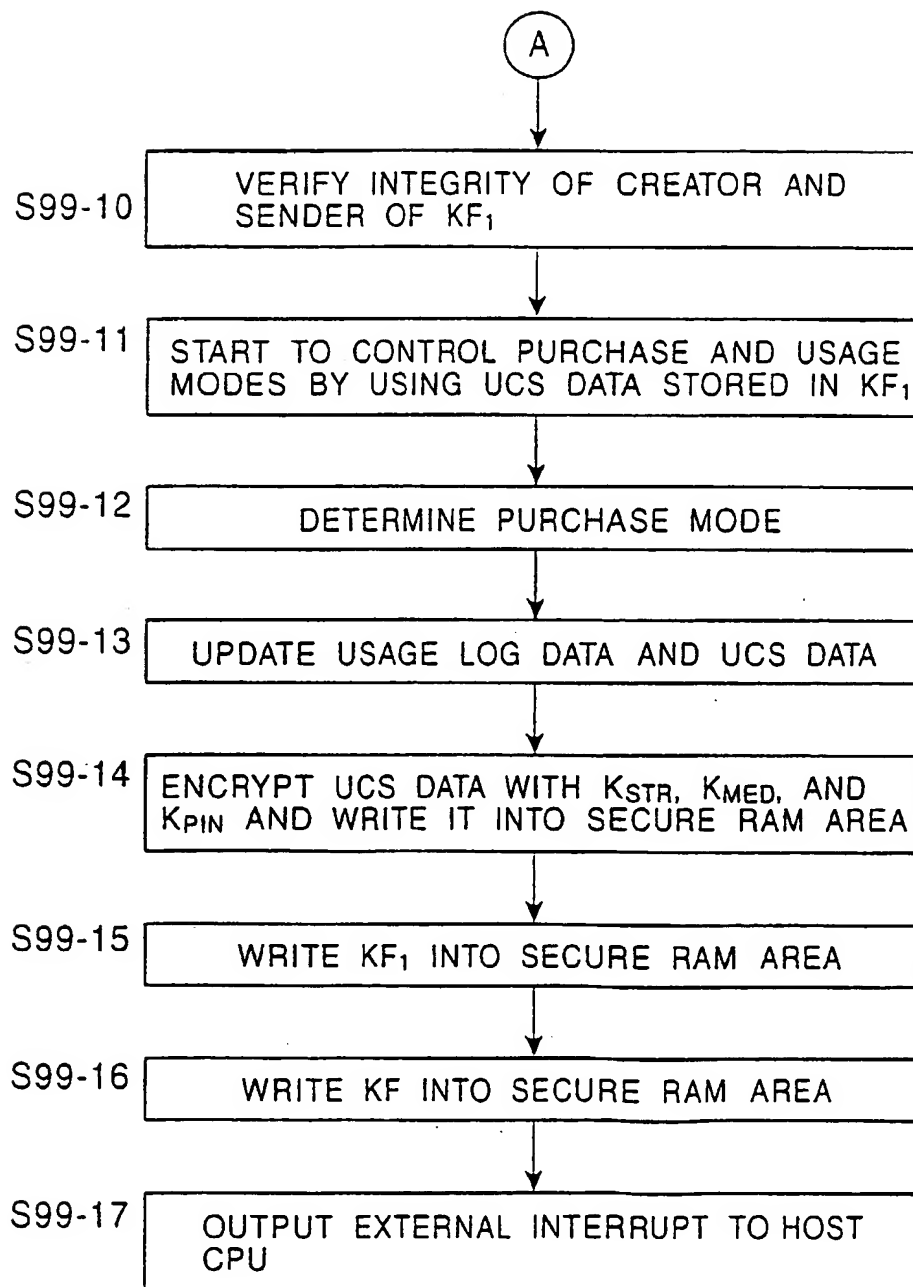 A
S99-10
VERIFY INTEGRITY OF CREATOR AND
SENDER OF KF₁
S99-11
START TO CONTROL PURCHASE AND USAGE
MODES BY USING UCS DATA STORED IN KF₁
S99-12
DETERMINE PURCHASE MODE
S99-13
UPDATE USAGE LOG DATA AND UCS DATA
S99-14
ENCRYPT UCS DATA WITH KSTR, KMED, AND
KPIN AND WRITE IT INTO SECURE RAM AREA
S99-15
WRITE KF₁ INTO SECURE RAM AREA
S99-16
WRITE KF INTO SECURE RAM AREA
S99-17
OUTPUT EXTERNAL INTERRUPT TO HOST
CPU